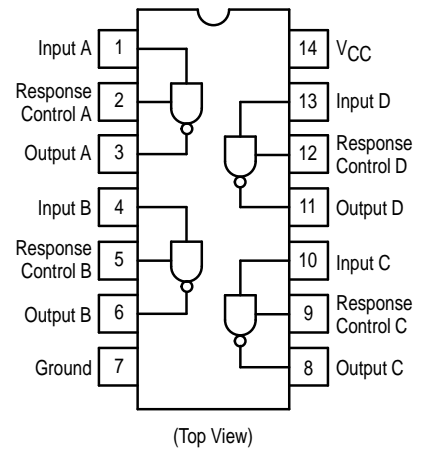 Input A 1
Response
Control A 2
Output A 3
Input B 4
Response
Control B 5
Output B 6
Ground 7
14 VCC
13 Input D
12 Response
Control D
11 Output D
10 Input C
9 Response
Control C
8 Output C
(Top View)